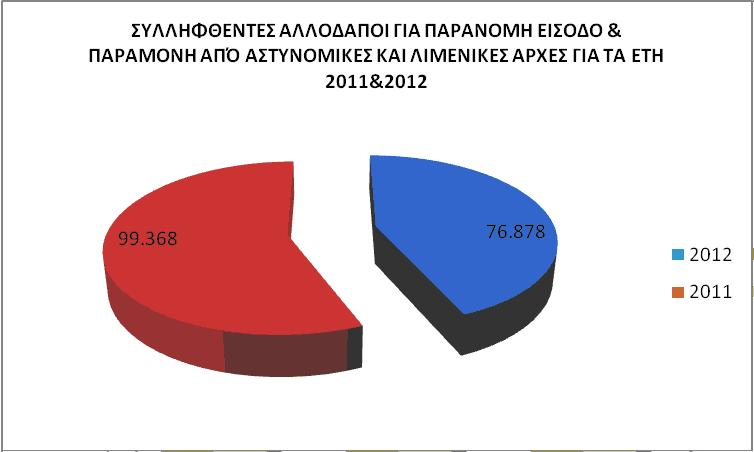 ΣΥΛΛΗΦΘΕΝΤΕΣ ΑΛΛΟΔΑΠΟΙ ΓΙΑ ΠΑΡΑΝΟΜΗ ΕΙΣΟΔΟ &
ΠΑΡΑΜΟΝΗ ΑΠΌ ΑΣΤΥΝΟΜΙΚΕΣ ΚΑΙ ΛΙΜΕΝΙΚΕΣ ΑΡΧΕΣ ΓΙΑ ΤΑ ΕΤΗ
2011&2012
99.368
76.878
2012
2011